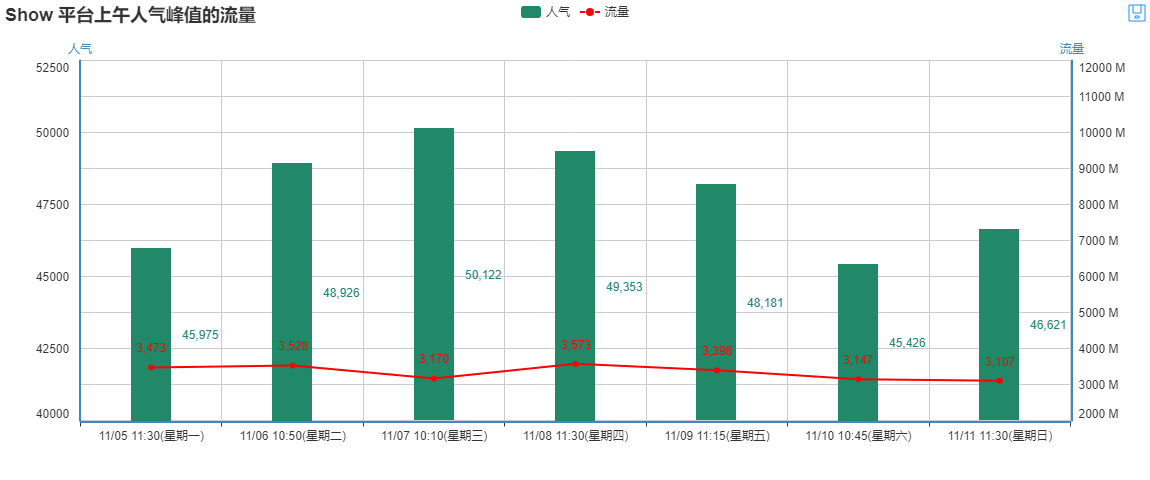 Show 平台上午人气峰值的流量
人气 流量
人气 流量
52500 12000 M
11000 M
50000 10000 M
9000 M
47500 8000 M
7000 M
45000 6000 M
5000 M
42500 4000 M
3000 M
40000 2000 M
45,975 48,926 50,122 49,353 48,181 45,426 46,621
3,473 3,528 3,170 3,573 3,398 3,147 3,107
11/05 11:30(星期一) 11/06 10:50(星期二) 11/07 10:10(星期三) 11/08 11:30(星期四) 11/09 11:15(星期五) 11/10 10:45(星期六) 11/11 11:30(星期日)